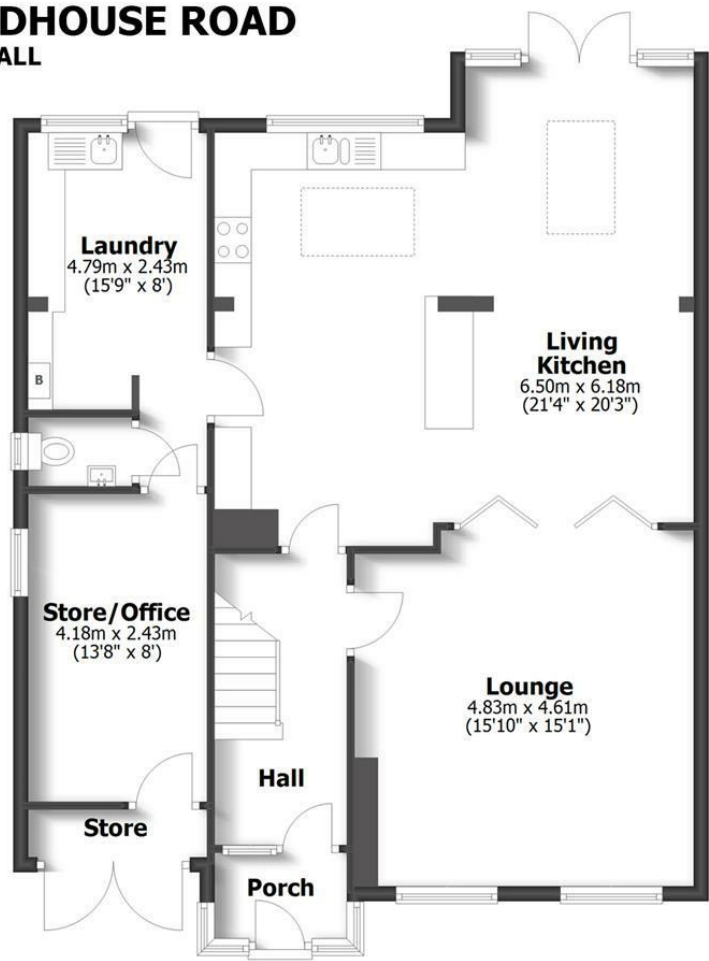 DHOUSE ROAD
ALL
Laundry
4.79m x 2.43m
(15'9" x 8')
B
Living
Kitchen
6.50m x 6.18m
(21'4" x 20'3")
Store/Office
4.18m x 2.43m
(13'8" x 8')
Lounge
4.83m x 4.61m
(15'10" x 15'1")
Hall
Store
Porch